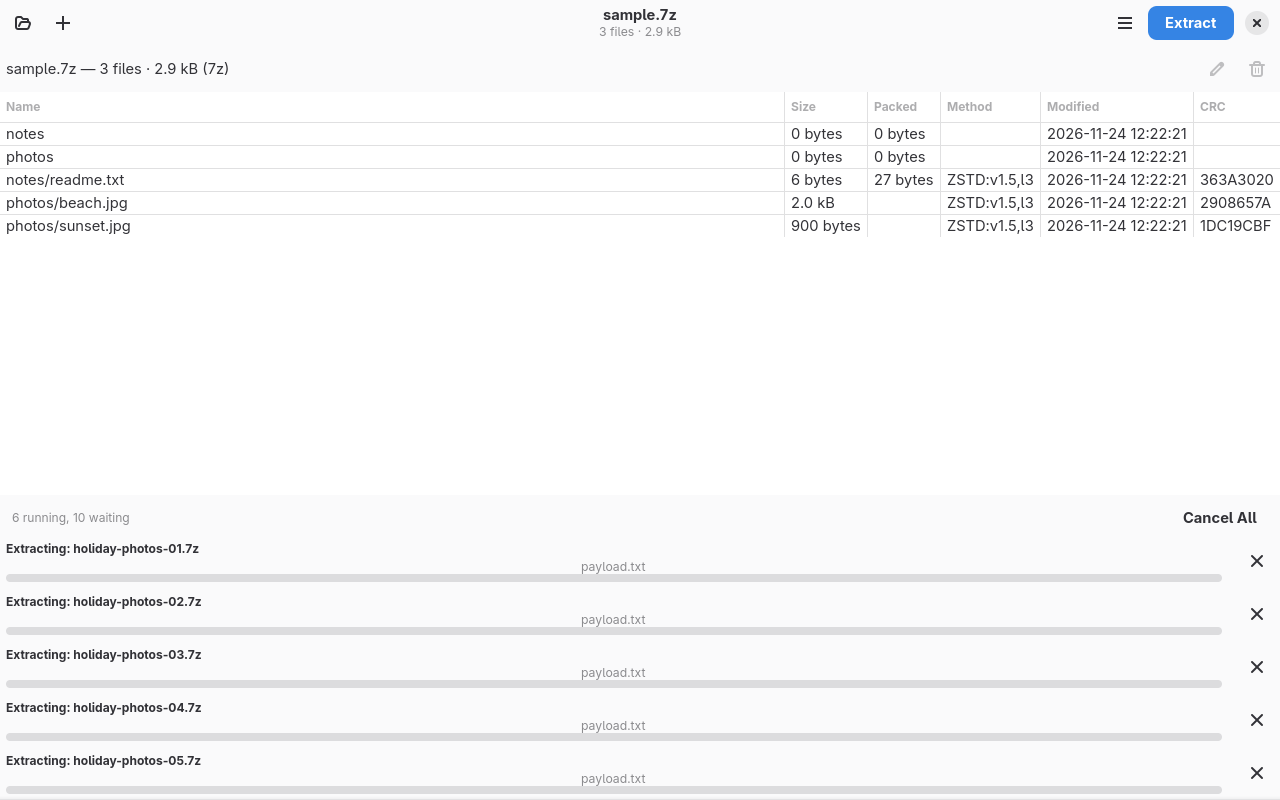 sample.7z
3 files · 2.9 kB
Extract
sample.7z — 3 files · 2.9 kB (7z)
Name Size Packed Method Modified CRC
notes 0 bytes 0 bytes 2026-11-24 12:22:21
photos 0 bytes 0 bytes 2026-11-24 12:22:21
notes/readme.txt 6 bytes 27 bytes ZSTD:v1.5,l3 2026-11-24 12:22:21 363A3020
photos/beach.jpg 2.0 kB ZSTD:v1.5,l3 2026-11-24 12:22:21 2908657A
photos/sunset.jpg 900 bytes ZSTD:v1.5,l3 2026-11-24 12:22:21 1DC19CBF
6 running, 10 waiting Cancel All
Extracting: holiday-photos-01.7z
payload.txt
Extracting: holiday-photos-02.7z
payload.txt
Extracting: holiday-photos-03.7z
payload.txt
Extracting: holiday-photos-04.7z
payload.txt
Extracting: holiday-photos-05.7z
payload.txt